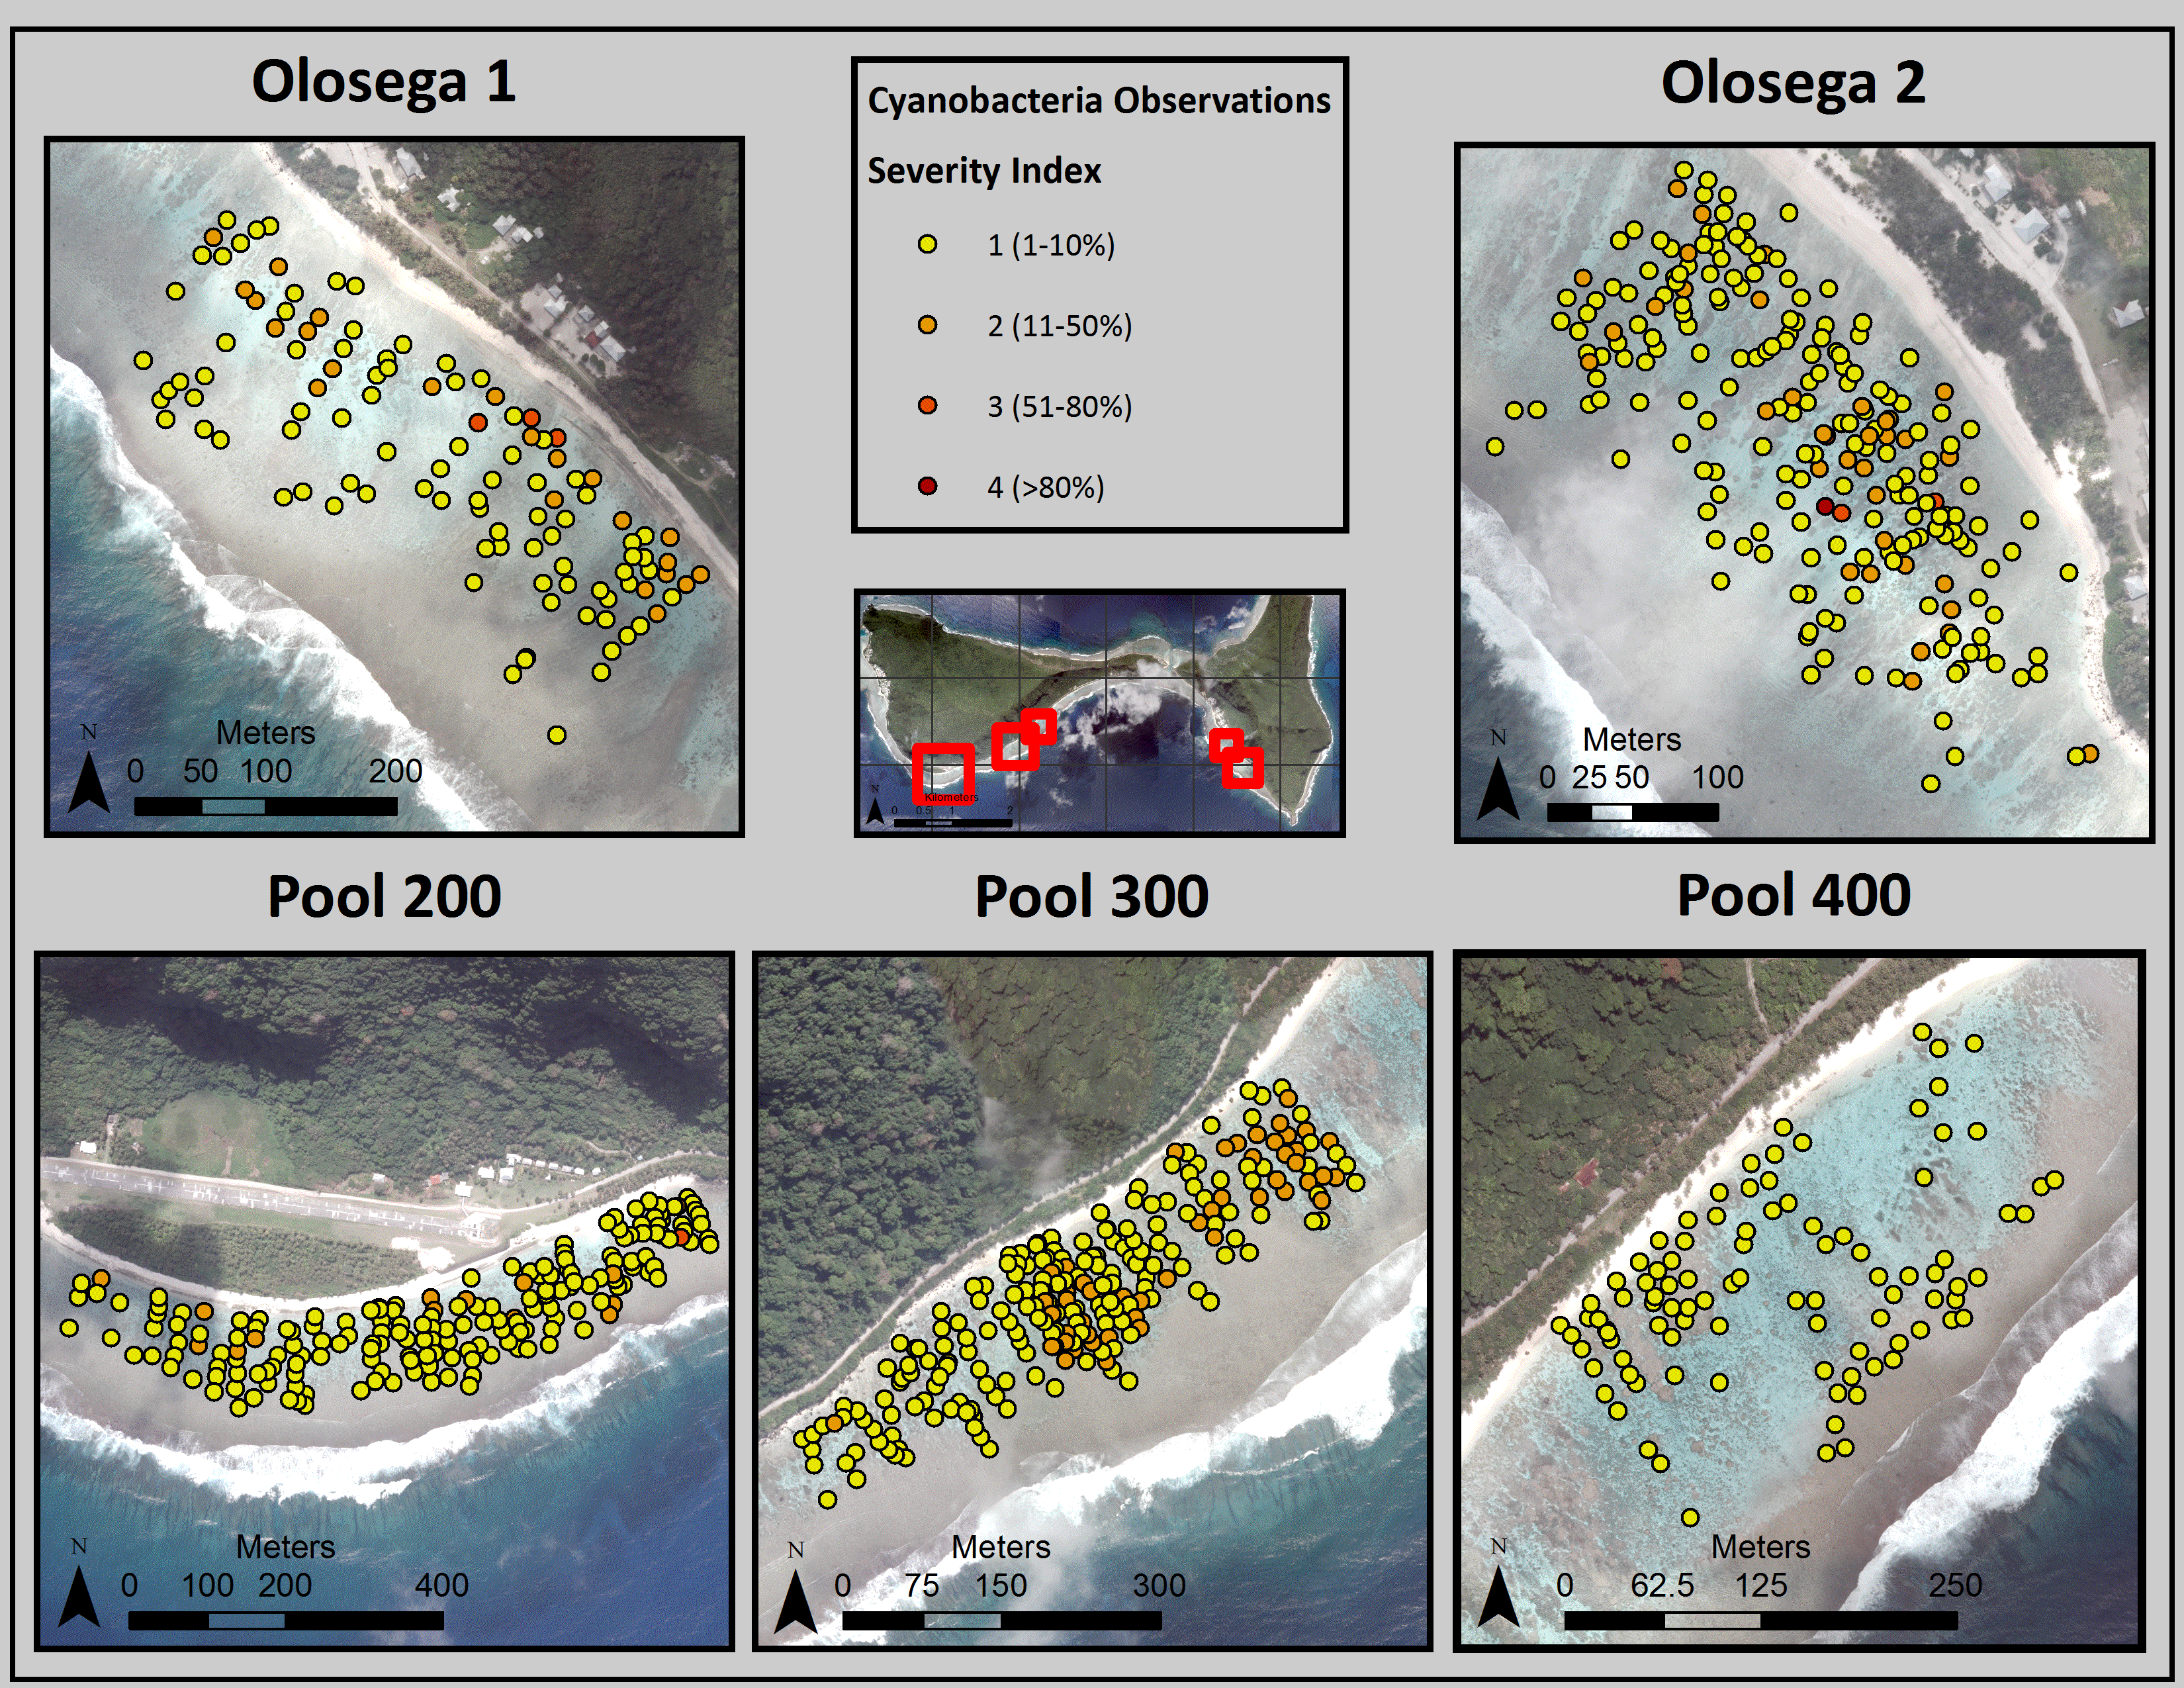 Olosega 1
Cyanobacteria Observations
Severity Index
1 (1-10%)
2 (11-50%)
3 (51-80%)
4 (>80%)
Olosega 2
N
Meters
0 50 100 200
N
Kilometers
0 0.5 1 2
N
Meters
0 25 50 100
Pool 200
Pool 300
Pool 400
N
Meters
0 100 200 400
N
Meters
0 75 150 300
N
Meters
0 62.5 125 250